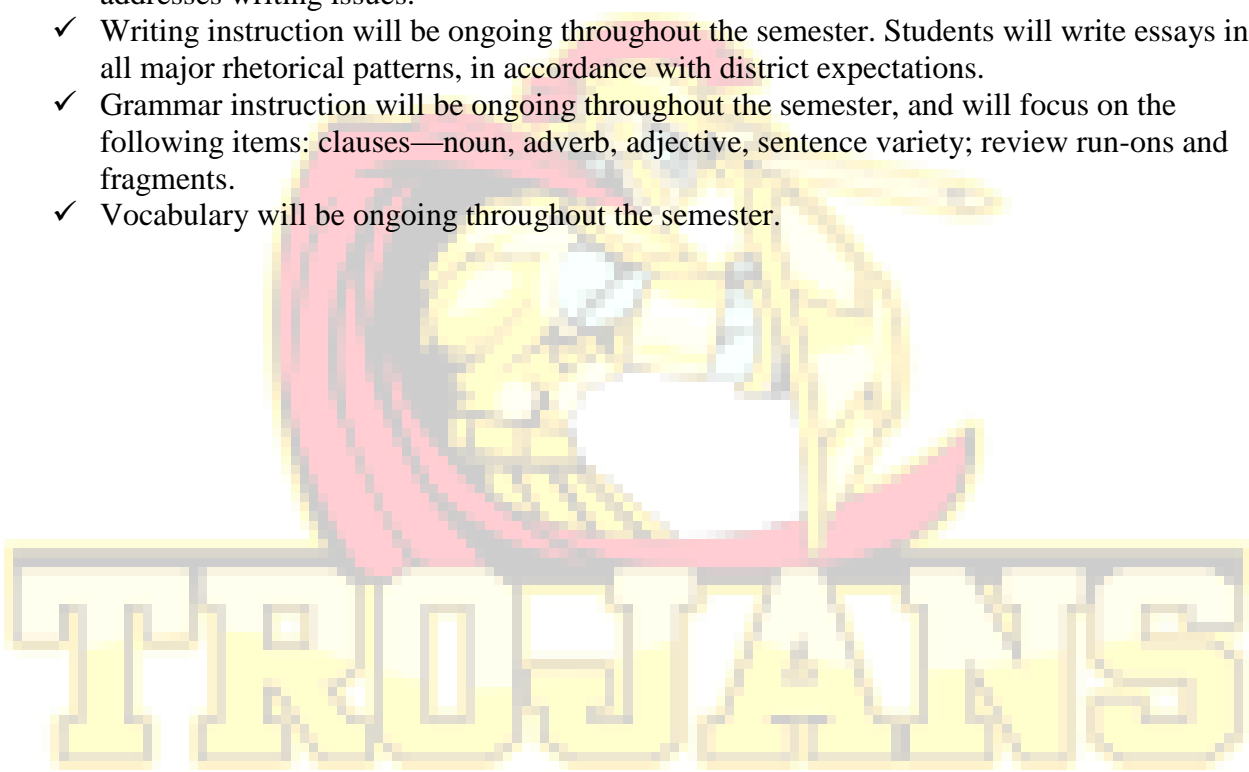 addresses writing issues.
✓ Writing instruction will be ongoing throughout the semester. Students will write essays in
all major rhetorical patterns, in accordance with district expectations.
✓ Grammar instruction will be ongoing throughout the semester, and will focus on the
following items: clauses—noun, adverb, adjective, sentence variety; review run-ons and
fragments.
✓ Vocabulary will be ongoing throughout the semester.
TROJANS